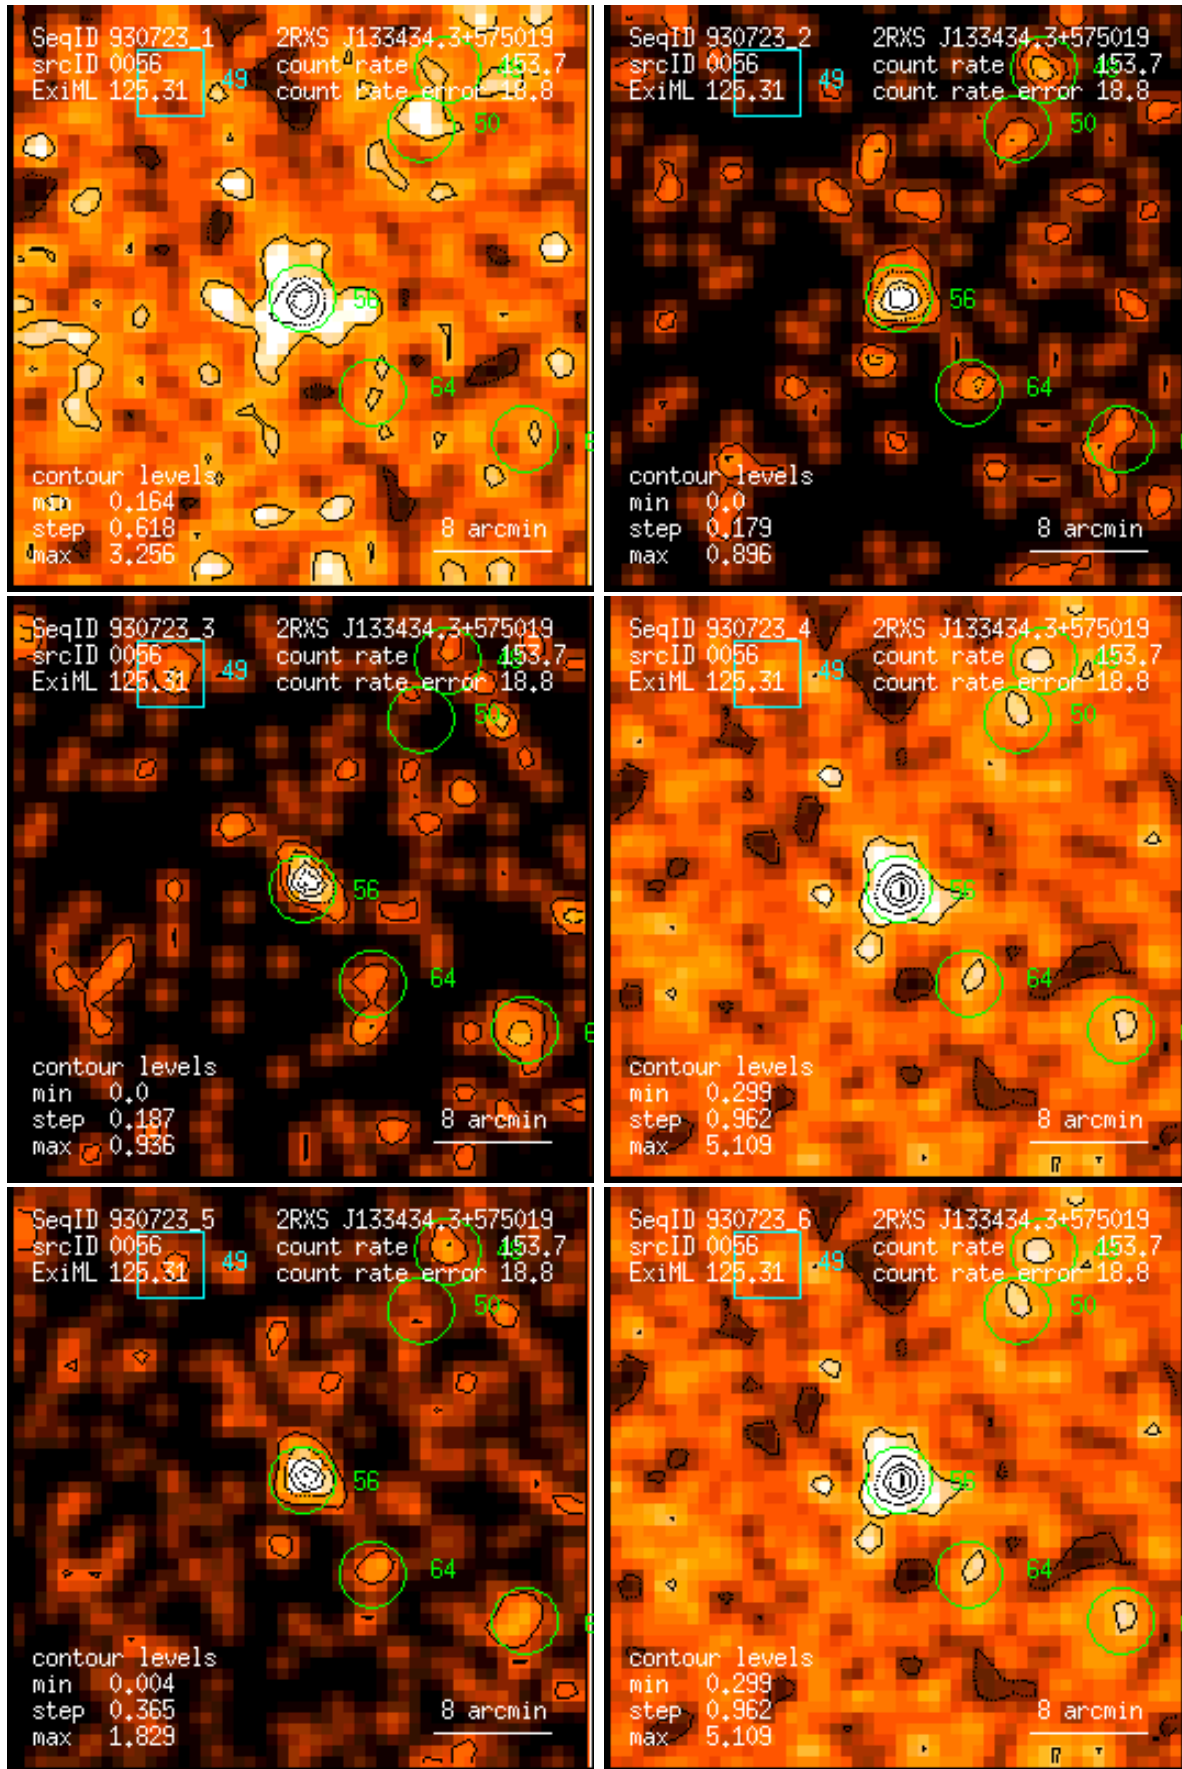 SeqID 930723_1 2RXS J133434.3+575019
srcID 0056 count rate 153.7
ExiML 125.31 count rate error 18.8
49
50
56
64
contour levels
min 0.164
step 0.618 8 arcmin
max 3.256
SeqID 930723_2 2RXS J133434.3+575019
srcID 0056 count rate 153.7
ExiML 125.31 count rate error 18.8
49
50
56
64
contour levels
min 0.0
step 0.179 8 arcmin
max 0.896
SeqID 930723_3 2RXS J133434.3+575019
srcID 0056 count rate 153.7
ExiML 125.31 count rate error 18.8
49
50
56
64
contour levels
min 0.0
step 0.187 8 arcmin
max 0.936
SeqID 930723_4 2RXS J133434.3+575019
srcID 0056 count rate 153.7
ExiML 125.31 count rate error 18.8
49
50
56
64
contour levels
min 0.299
step 0.962 8 arcmin
max 5.109
SeqID 930723_5 2RXS J133434.3+575019
srcID 0056 count rate 153.7
ExiML 125.31 count rate error 18.8
49
50
56
64
contour levels
min 0.004
step 0.365 8 arcmin
max 1.829
SeqID 930723_6 2RXS J133434.3+575019
srcID 0056 count rate 153.7
ExiML 125.31 count rate error 18.8
49
50
56
64
contour levels
min 0.299
step 0.962 8 arcmin
max 5.109